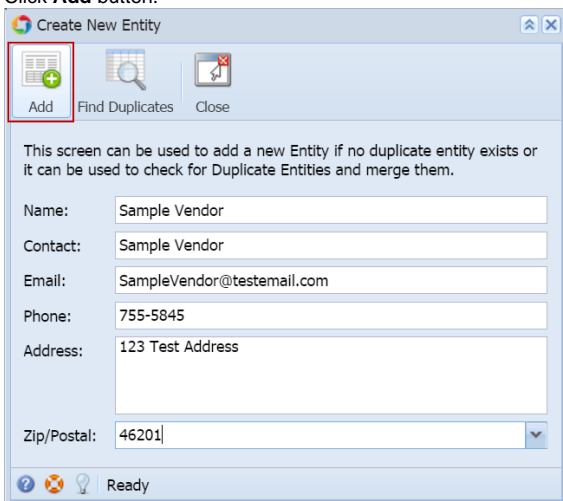 Click Add button.
Create New Entity
Add Find Duplicates Close
This screen can be used to add a new Entity if no duplicate entity exists or
it can be used to check for Duplicate Entities and merge them.
Name: Sample Vendor
Contact: Sample Vendor
Email: SampleVendor@testemail.com
Phone: 755-5845
Address: 123 Test Address
Zip/Postal: 46201
Ready